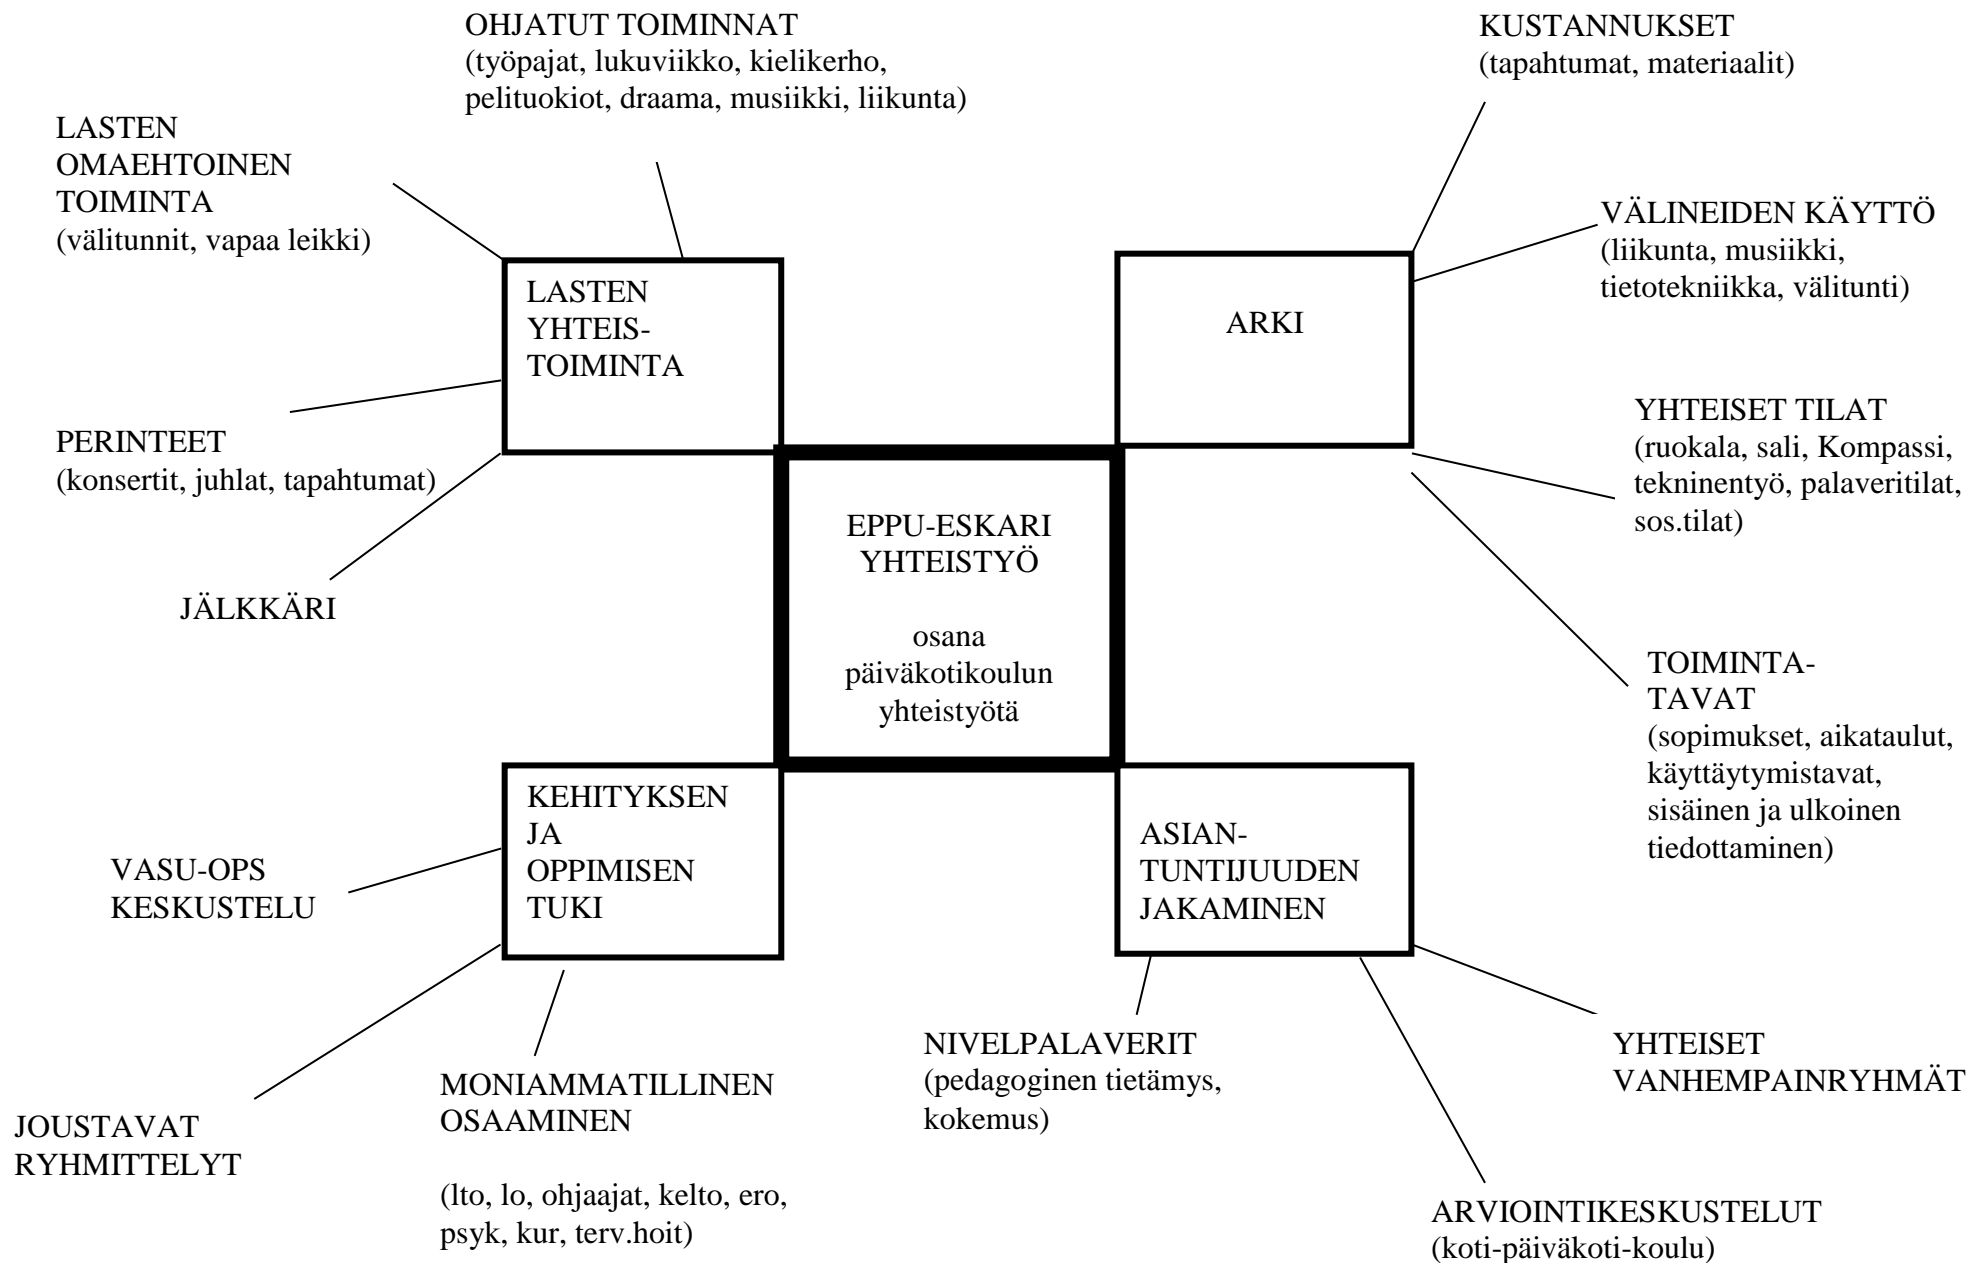 OHJATUT TOIMINNAT
(työpajat, lukuviikko, kielikerho,
pelituokiot, draama, musiikki, liikunta)
KUSTANNUKSET
(tapahtumat, materiaalit)
LASTEN
OMAEHTOINEN
TOIMINTA
(välitunnit, vapaa leikki)
VÄLINEIDEN KÄYTTÖ
(liikunta, musiikki,
tietotekniikka, välitunti)
LASTEN
YHTEIS-
TOIMINTA
ARKI
PERINTEET
(konsertit, juhlat, tapahtumat)
YHTEISET TILAT
(ruokala, sali, Kompassi,
tekninentyö, palaveritilat,
sos.tilat)
JÄLKKÄRI
EPPU-ESKARI
YHTEISTYÖ
osana
päiväkotikoulun
yhteistyötä
TOIMINTA-
TAVAT
(sopimukset, aikataulut,
käyttäytymistavat,
sisäinen ja ulkoinen
tiedottaminen)
KEHITYKSEN
JA
OPPIMISEN
TUKI
ASIAN-
TUNTIJUUDEN
JAKAMINEN
VASU-OPS
KESKUSTELU
JOUSTAVAT
RYHMITTELYT
MONIAMMATILLINEN
OSAAMINEN
(lto, lo, ohjaajat, kelto, ero,
psyk, kur, terv.hoit)
NIVELPALAVERIT
(pedagoginen tietämys,
kokemus)
YHTEISET
VANHEMPAINRYHMÄT
ARVIOINTIKESKUSTELUT
(koti-päiväkoti-koulu)